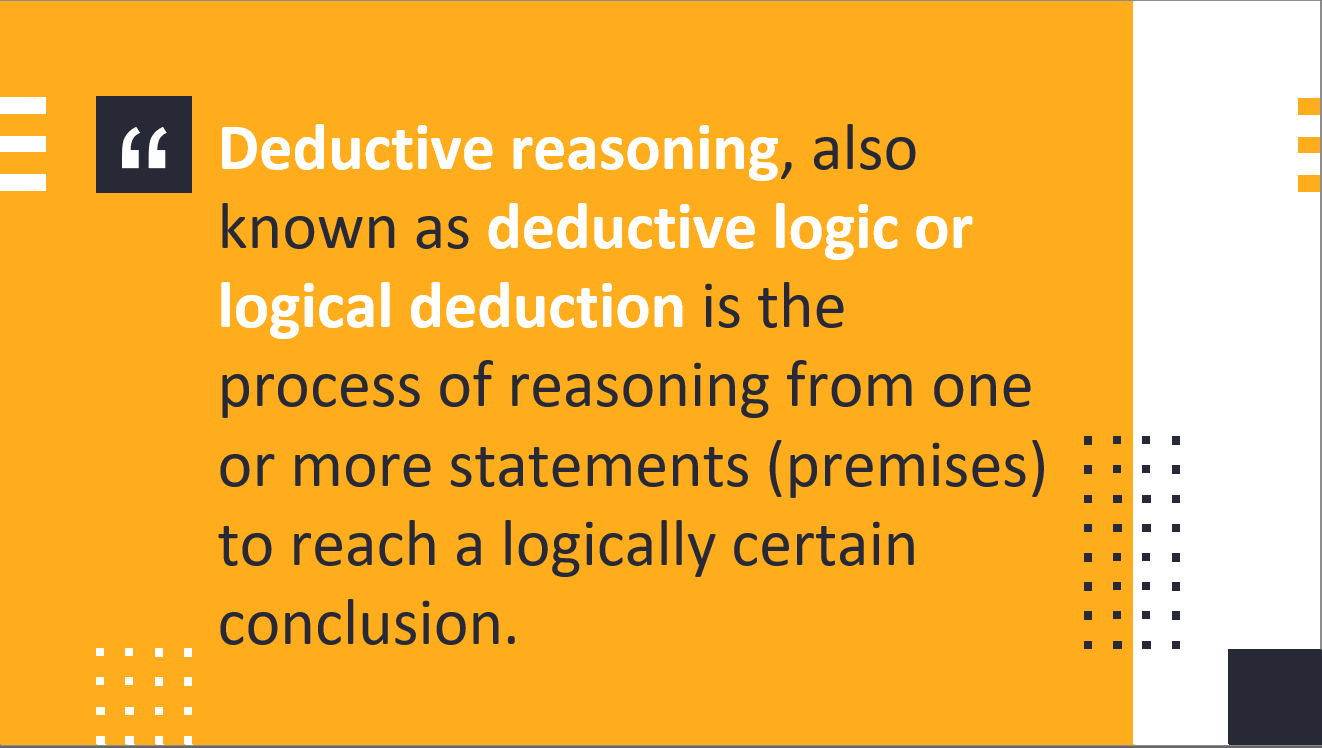 “
Deductive reasoning, also
known as deductive logic or
logical deduction is the
process of reasoning from one
or more statements (premises)
to reach a logically certain
conclusion.